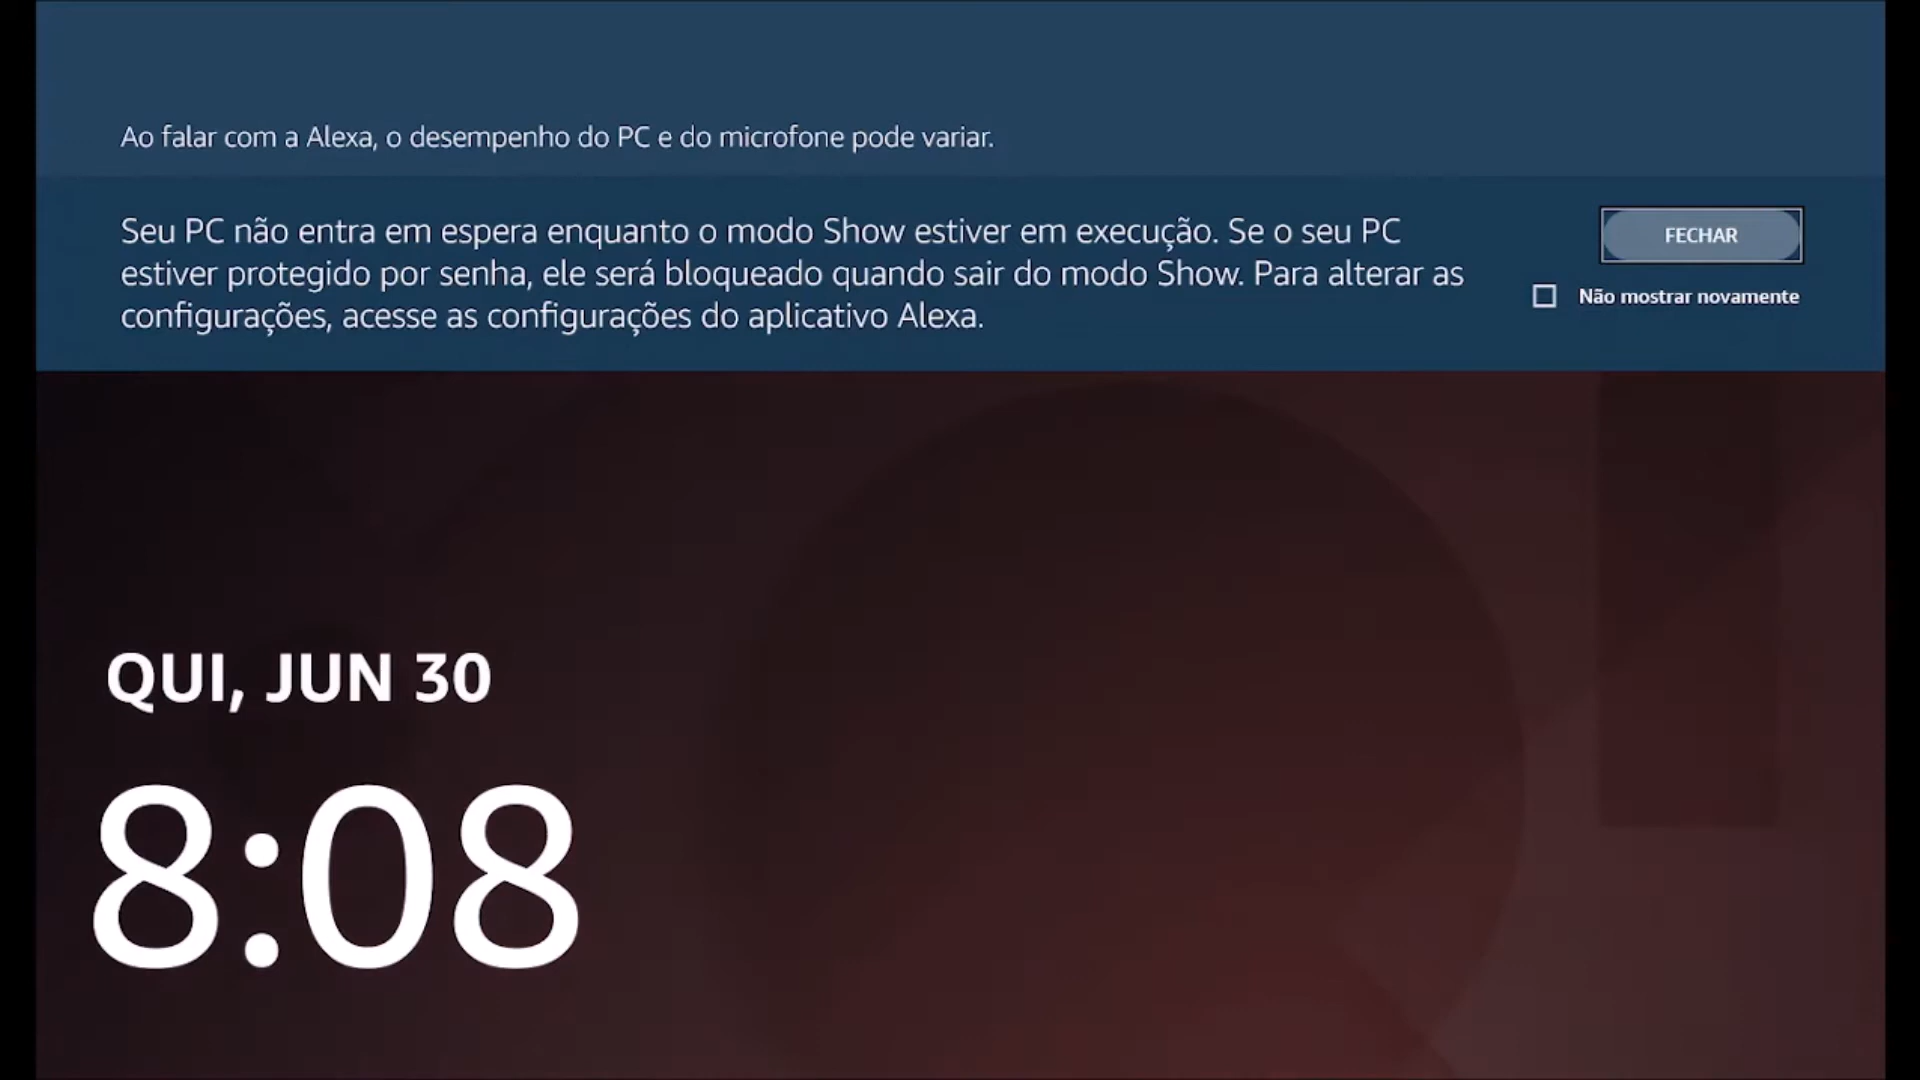 Ao falar com a Alexa, o desempenho do PC e do microfone pode variar.
Seu PC não entra em espera enquanto o modo Show estiver em execução. Se o seu PC
estiver protegido por senha, ele será bloqueado quando sair do modo Show. Para alterar as
configurações, acesse as configurações do aplicativo Alexa.
FECHAR
Não mostrar novamente
QUI, JUN 30
8:08